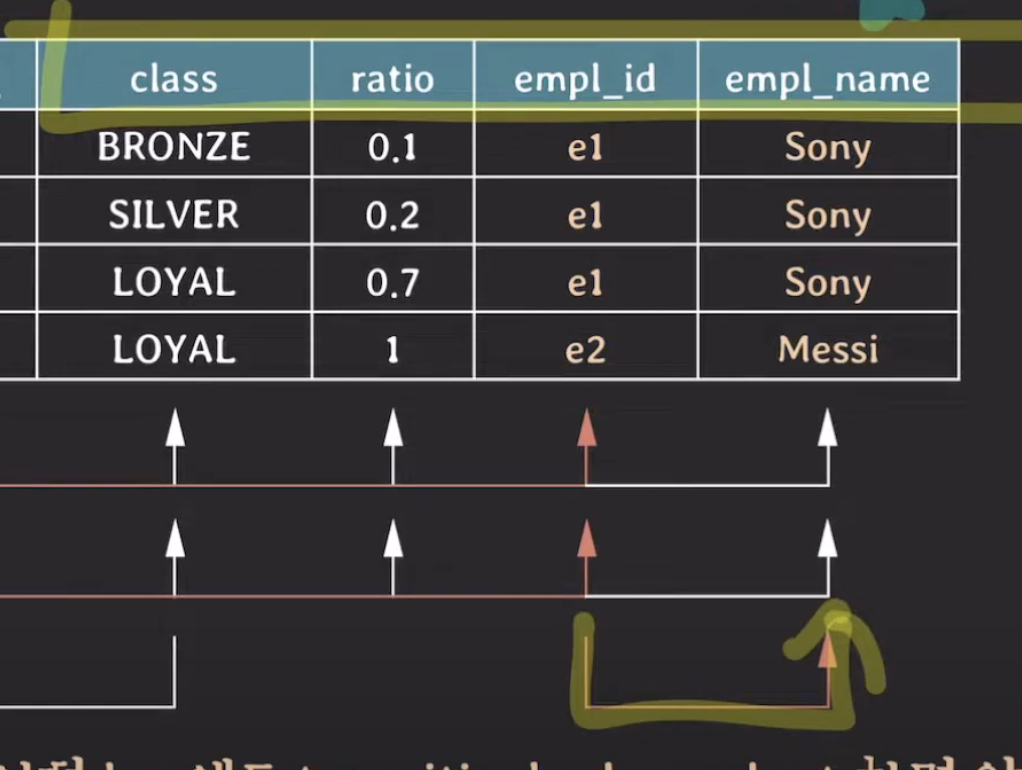 class ratio empl_id empl_name
BRONZE 0.1 e1 Sony
SILVER 0.2 e1 Sony
LOYAL 0.7 e1 Sony
LOYAL 1 e2 Messi